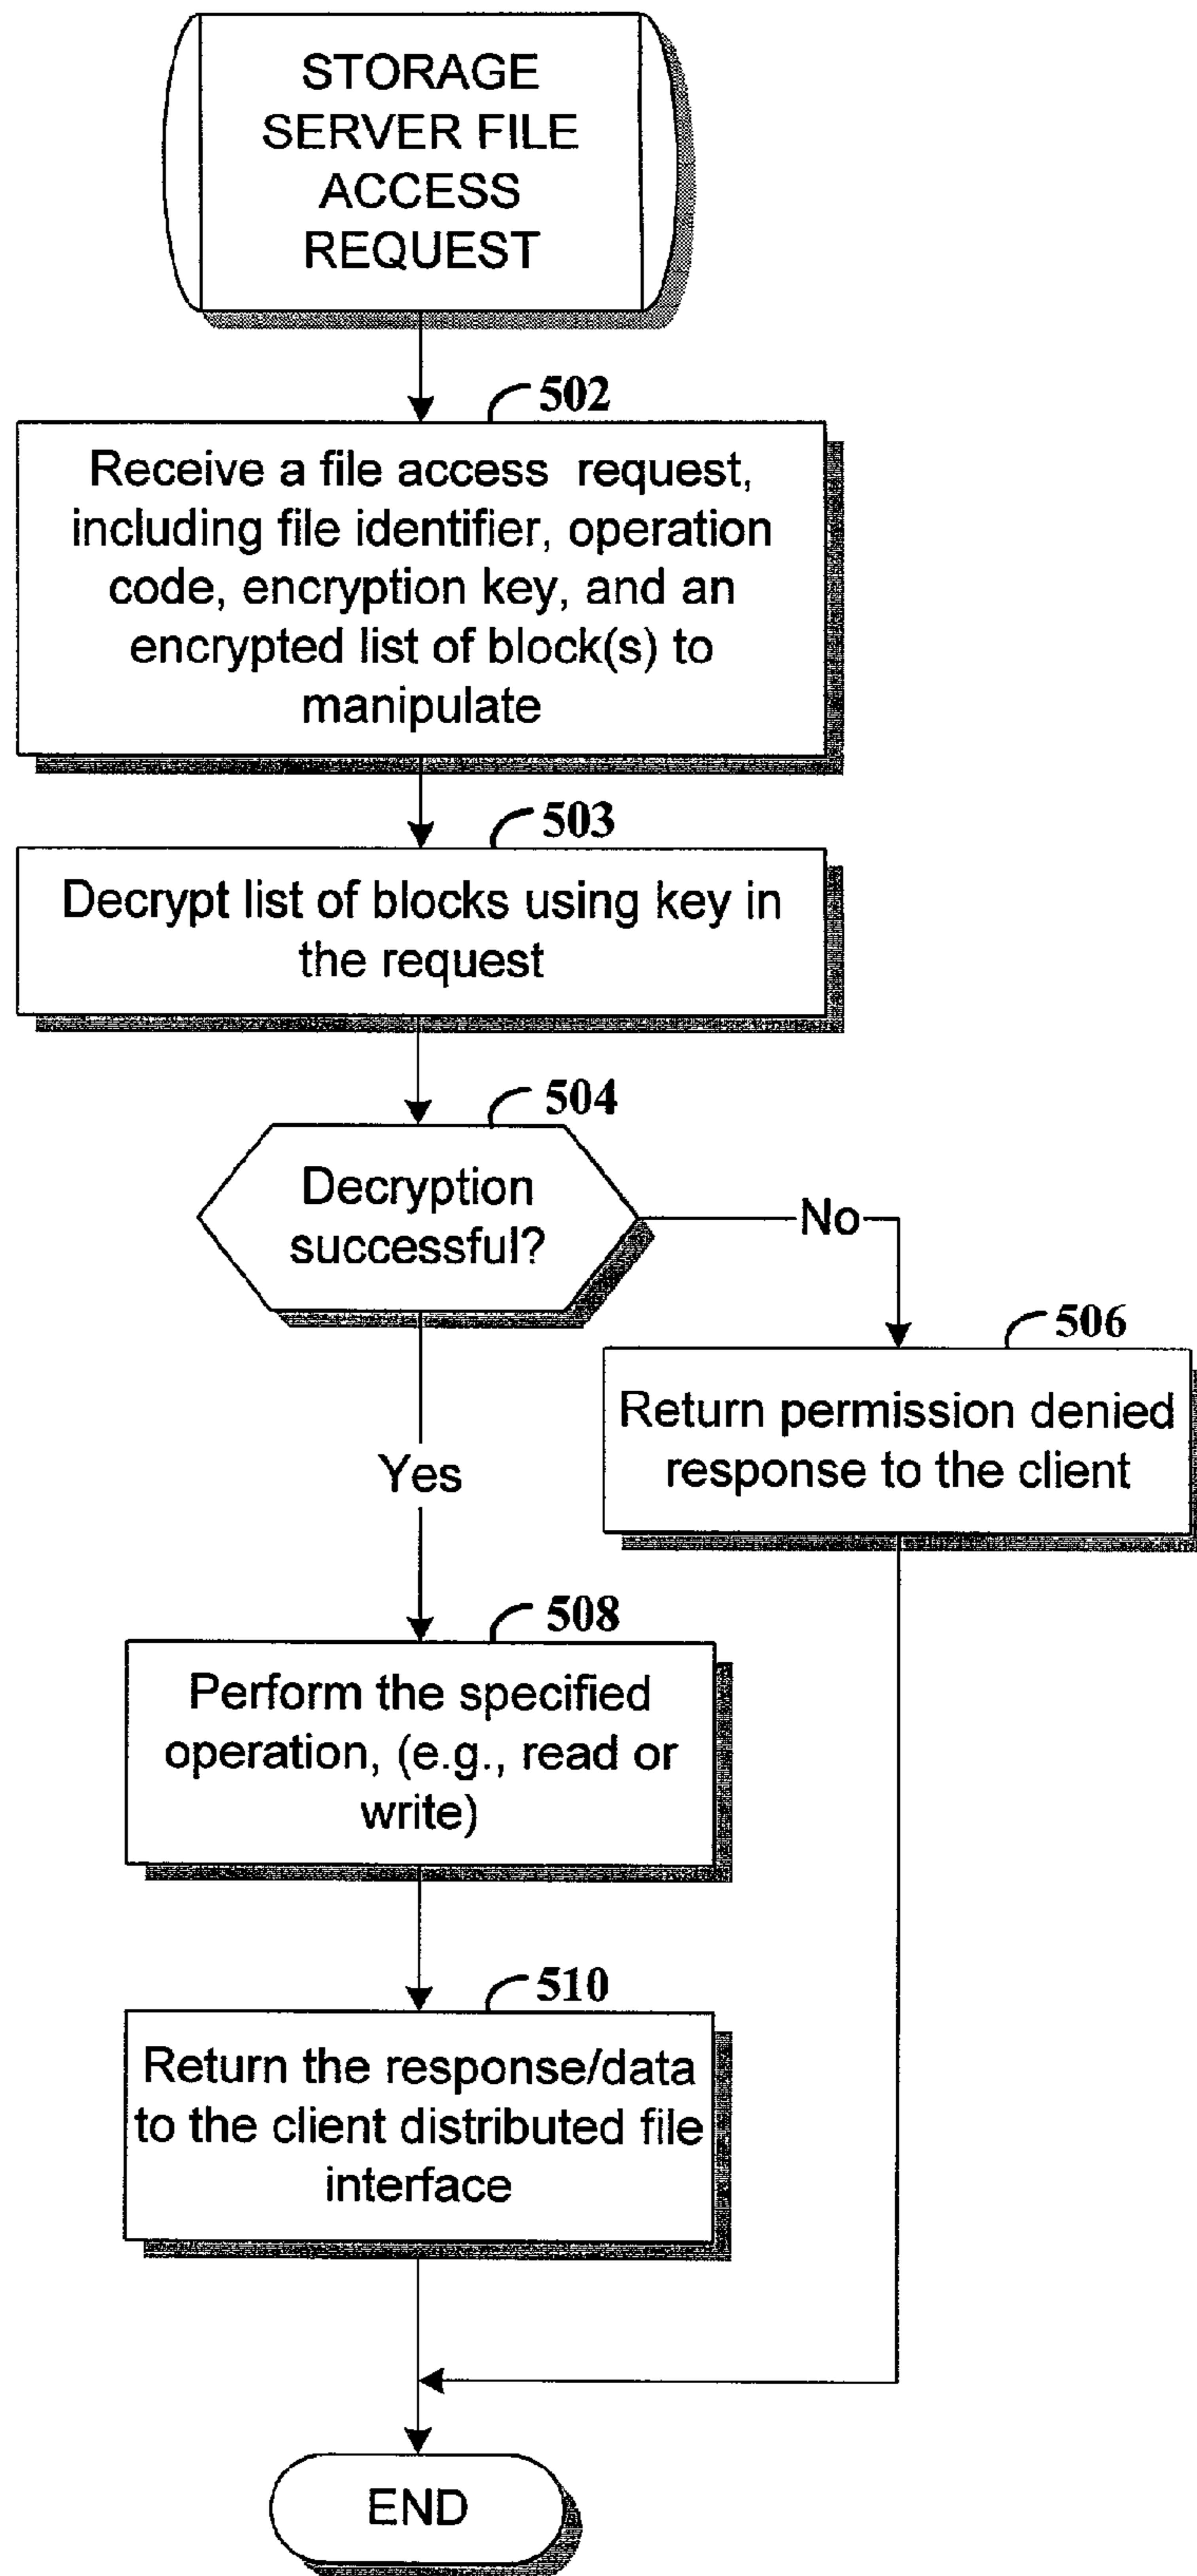 STORAGE
SERVER FILE
ACCESS
REQUEST
502
Receive a file access request,
including file identifier, operation
code, encryption key, and an
encrypted list of block(s) to
manipulate
503
Decrypt list of blocks using key in
the request
504
Decryption
successful?
No
506
Return permission denied
response to the client
Yes
508
Perform the specified
operation, (e.g., read or
write)
510
Return the response/data
to the client distributed file
interface
END